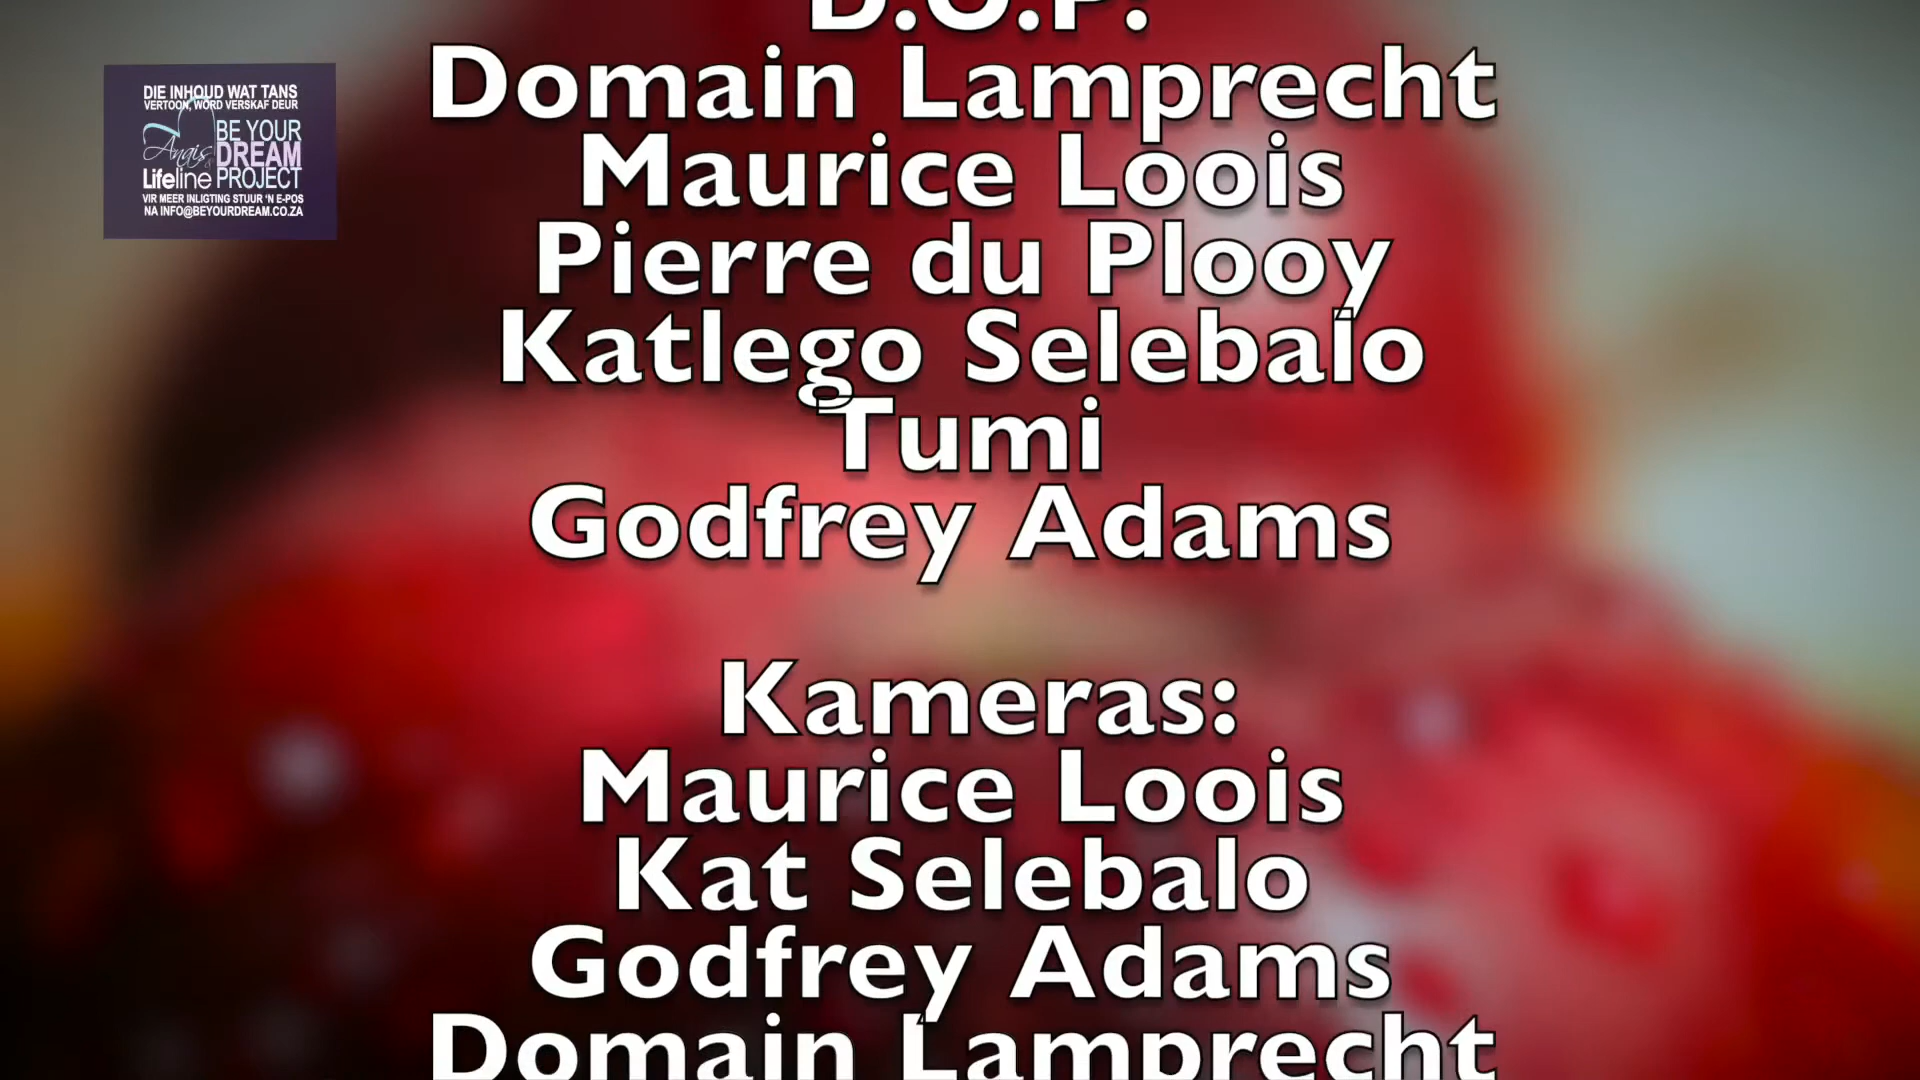 D.O.P:
Domain Lamprecht
Maurice Loois
Pierre du Plooy
Katlego Selebalo
Tumi
Godfrey Adams
Kameras:
Maurice Loois
Kat Selebalo
Godfrey Adams
Domain Lamprecht
DIE INHOUD WAT TANS
VERTOON, WORD VERSKAF DEUR
Anais
BE YOUR
DREAM
Lifeline PROJECT
VIR MEER INLIGTING STUUR 'N E-POS
NA INFO@BEYOURDREAM.CO.ZA